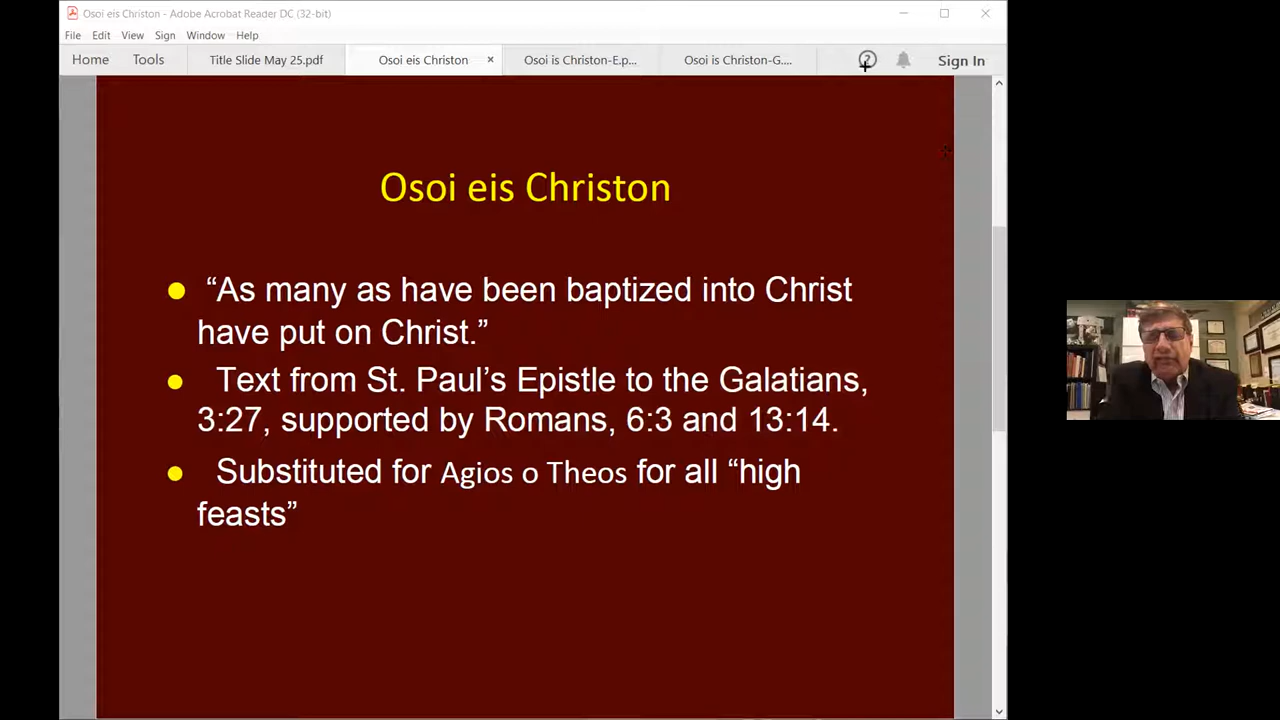 Osoi eis Christon - Adobe Acrobat Reader DC (32-bit)
File Edit View Sign Window Help
Home Tools Title Slide May 25.pdf Osoi eis Christon Osoi is Christon-E.p... Osoi is Christon-G.... Sign In
Osoi eis Christon
“As many as have been baptized into Christ
have put on Christ.”
Text from St. Paul’s Epistle to the Galatians,
3:27, supported by Romans, 6:3 and 13:14.
Substituted for Agios o Theos for all “high
feasts”